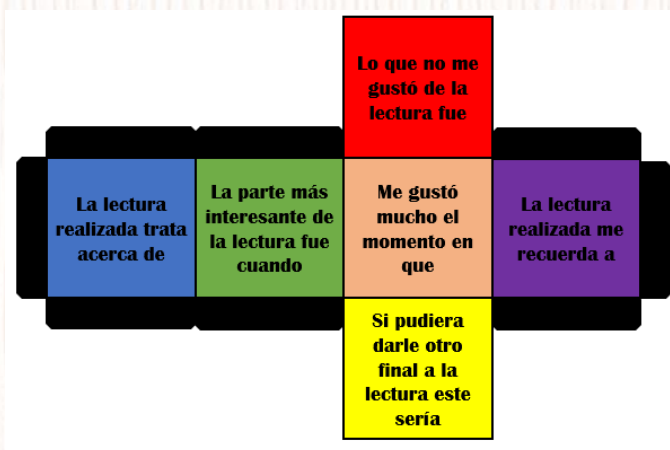 Lo que no me
gustó de la
lectura fue
La lectura
realizada trata
acerca de
La parte más
interesante de
la lectura fue
cuando
Me gustó
mucho el
momento en
que
La lectura
realizada me
recuerda a
Si pudiera
darle otro
final a la
lectura este
sería